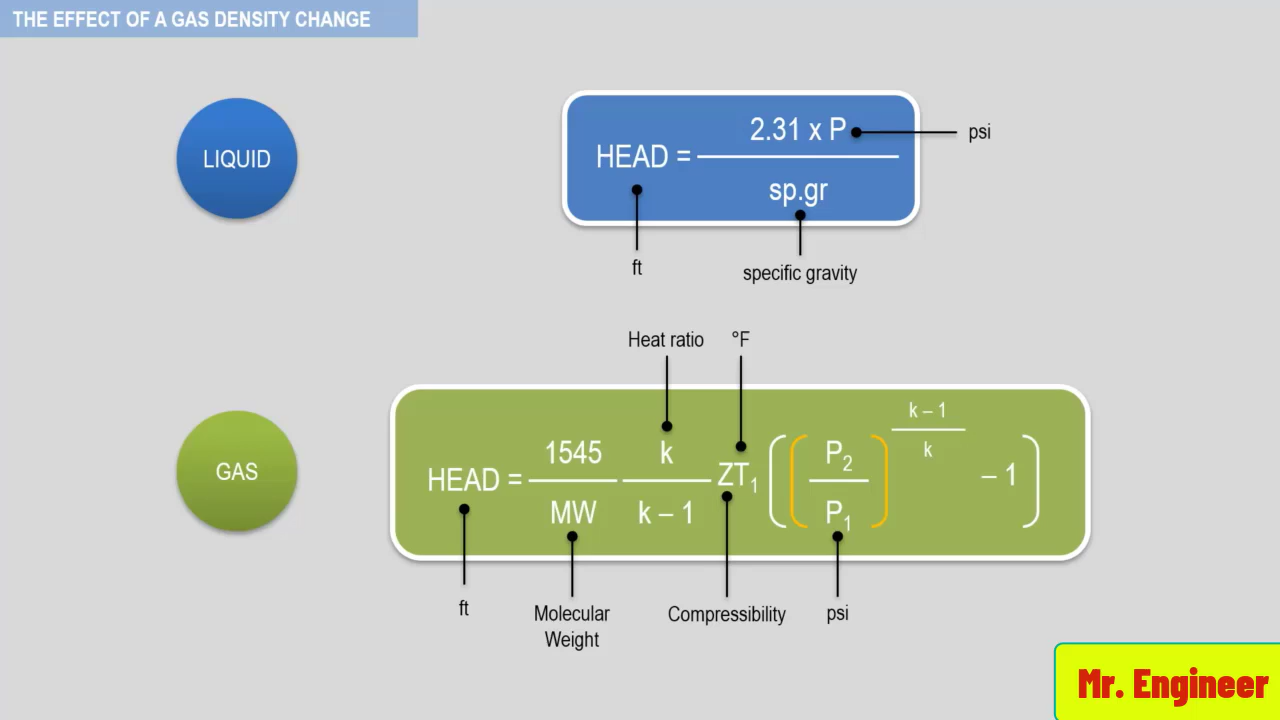 THE EFFECT OF A GAS DENSITY CHANGE
LIQUID
HEAD = 2.31 x P / sp.gr
psi
ft
specific gravity
Heat ratio
°F
GAS
HEAD = 1545 / MW k / k – 1 ZT₁ ((P₂ / P₁) k – 1 / k – 1)
ft
Molecular
Weight
Compressibility
psi
Mr. Engineer